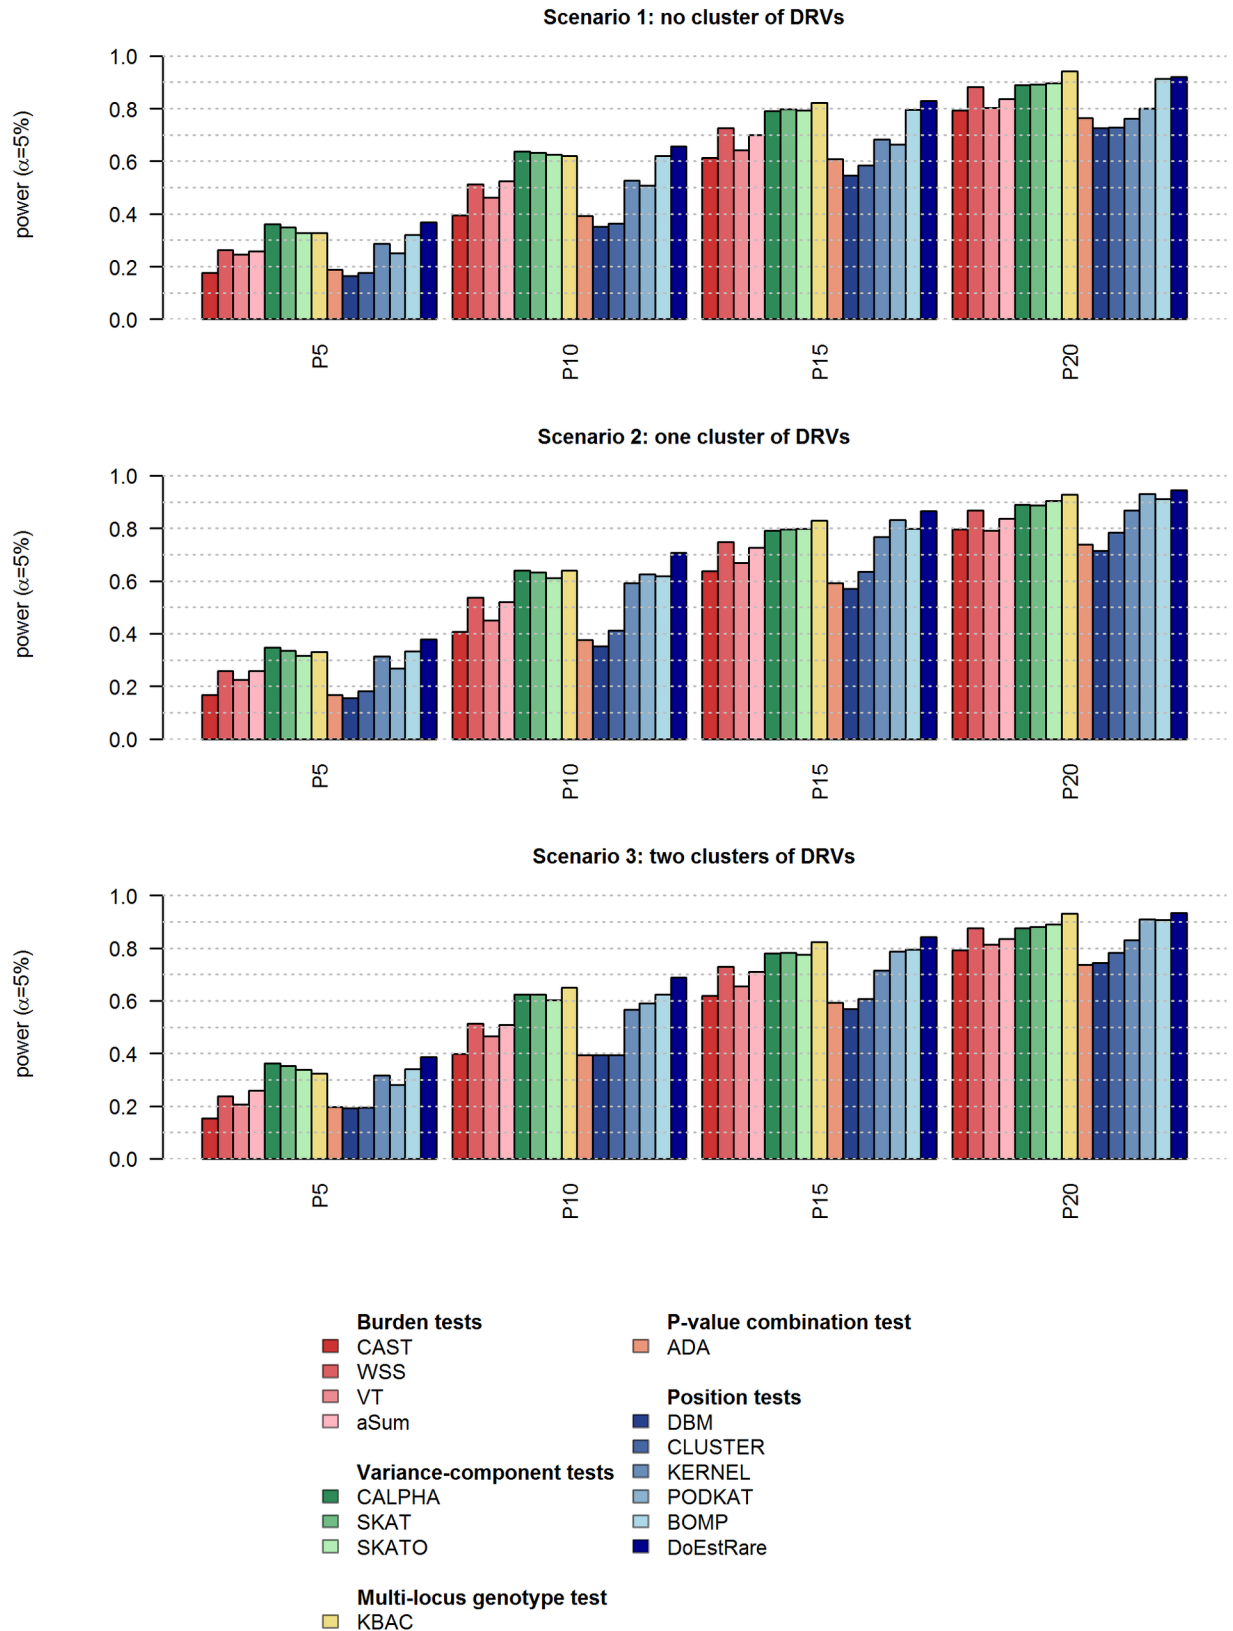 Scenario 1: no cluster of DRVs
power (α=5%)
1.0
0.8
0.6
0.4
0.2
0.0
P5 P10 P15 P20
Scenario 2: one cluster of DRVs
power (α=5%)
1.0
0.8
0.6
0.4
0.2
0.0
P5 P10 P15 P20
Scenario 3: two clusters of DRVs
power (α=5%)
1.0
0.8
0.6
0.4
0.2
0.0
P5 P10 P15 P20
Burden tests
CAST
WSS
VT
aSum
Variance-component tests
CALPHA
SKAT
SKATO
Multi-locus genotype test
KBAC
P-value combination test
ADA
Position tests
DBM
CLUSTER
KERNEL
PODKAT
BOMP
DoEstRare